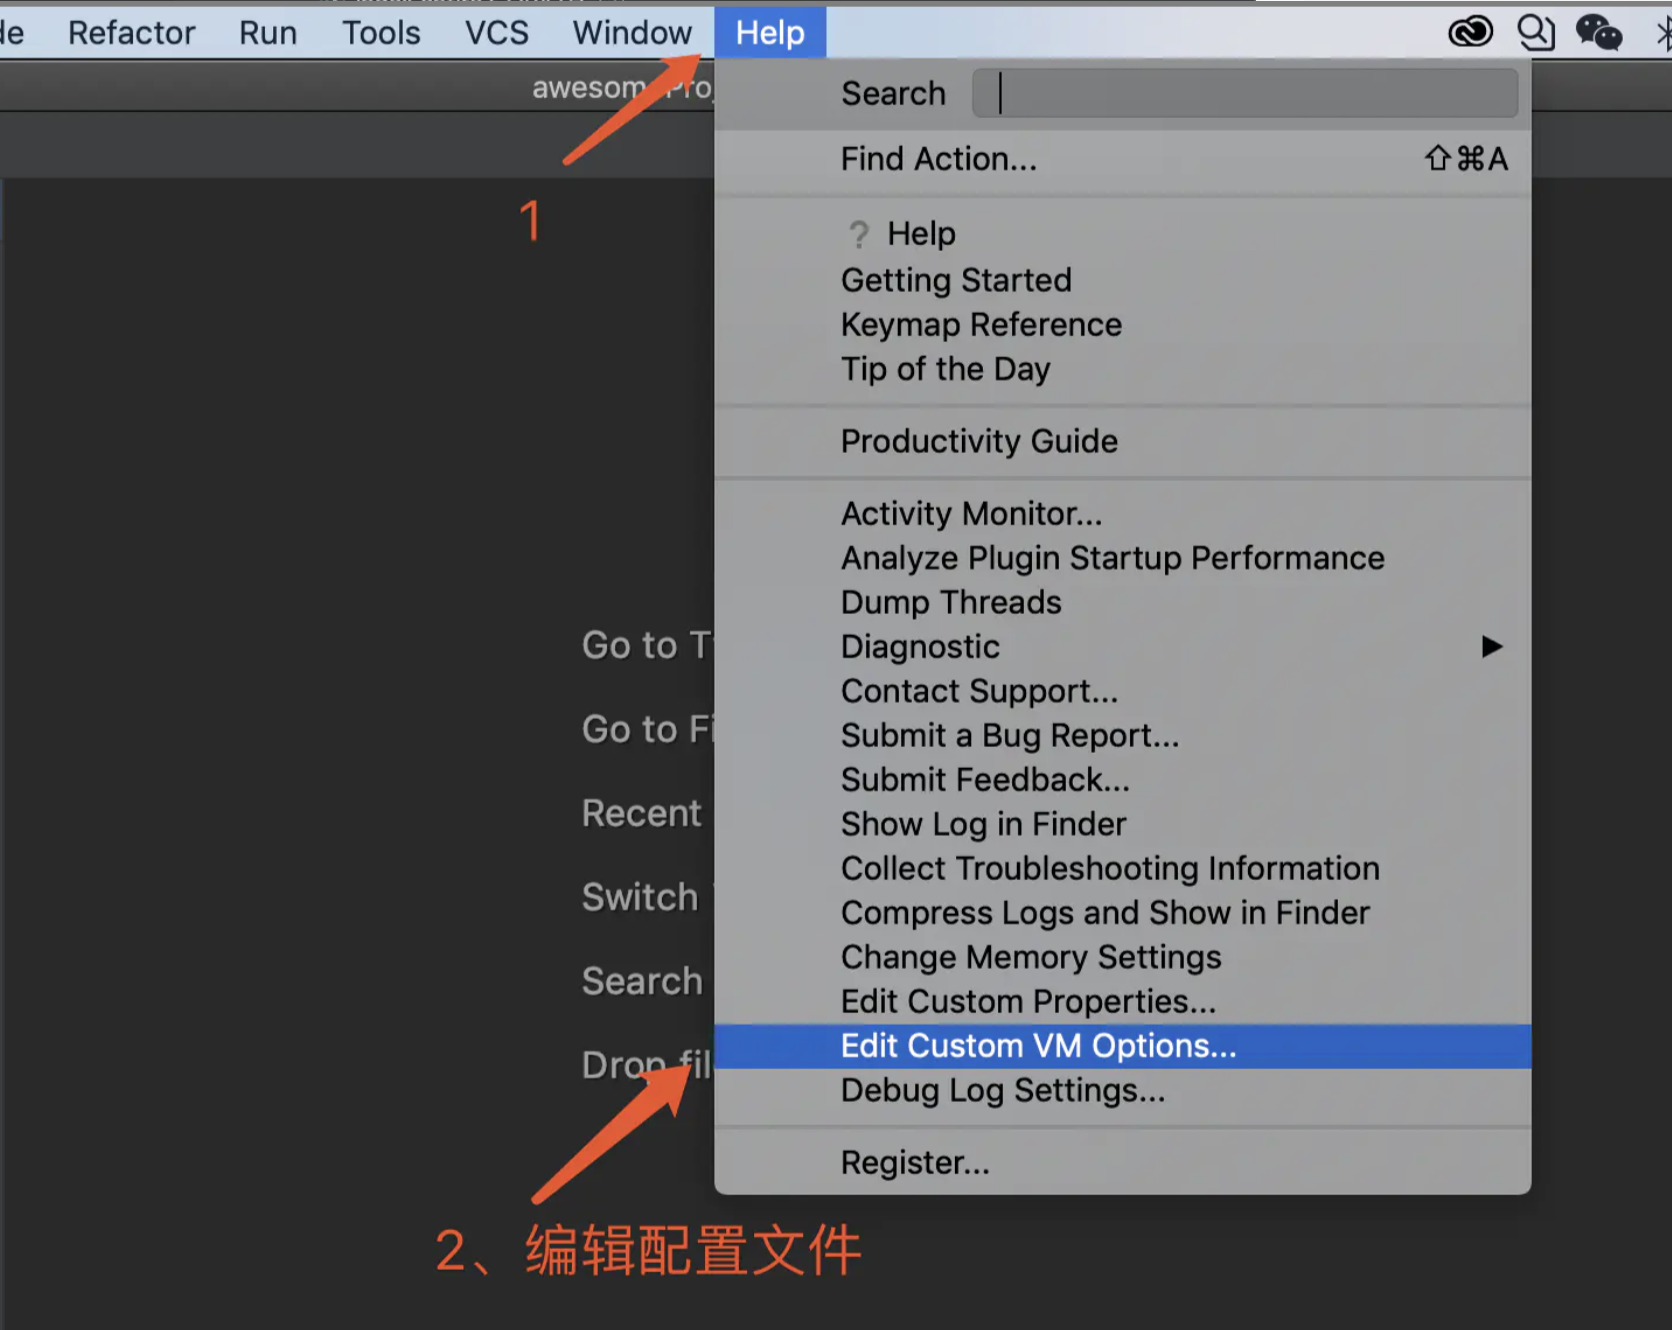 Refactor Run Tools VCS Window Help
Search
Find Action... ⇧⌘A
? Help
Getting Started
Keymap Reference
Tip of the Day
Productivity Guide
Activity Monitor...
Analyze Plugin Startup Performance
Dump Threads
Diagnostic
Contact Support...
Submit a Bug Report...
Submit Feedback...
Show Log in Finder
Collect Troubleshooting Information
Compress Logs and Show in Finder
Change Memory Settings
Edit Custom Properties...
Edit Custom VM Options...
Debug Log Settings...
Register...
1
Go to
Go to
Recent
Switch
Search
Drop
2、编辑配置文件